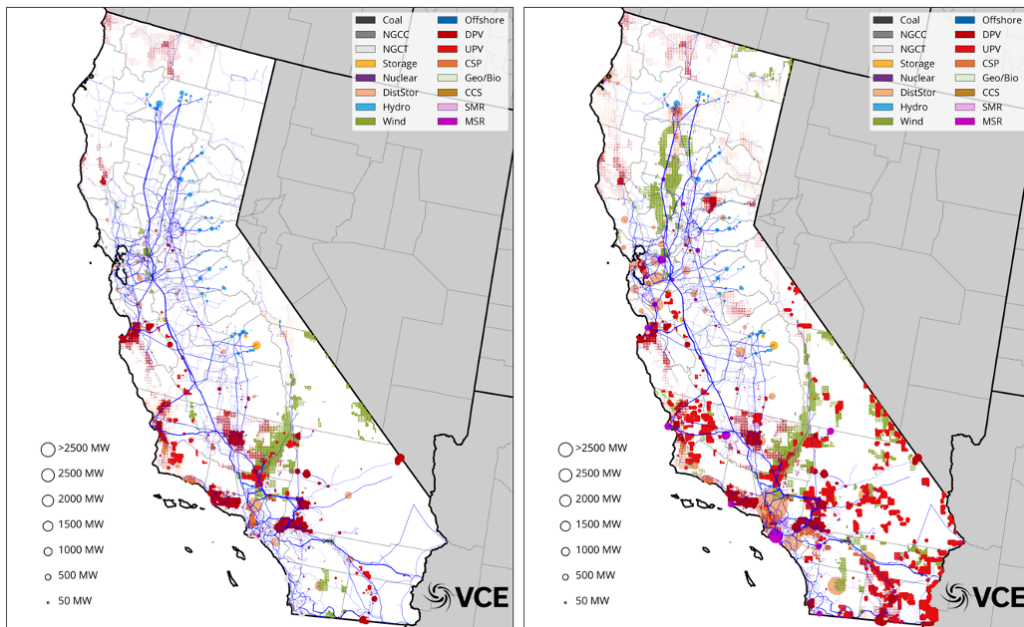 Coal Offshore
NGCC DPV
NGCT UPV
Storage CSP
Nuclear Geo/Bio
DistStor CCS
Hydro SMR
Wind MSR
>2500 MW
2500 MW
2000 MW
1500 MW
1000 MW
500 MW
50 MW
VCE
Coal Offshore
NGCC DPV
NGCT UPV
Storage CSP
Nuclear Geo/Bio
DistStor CCS
Hydro SMR
Wind MSR
>2500 MW
2500 MW
2000 MW
1500 MW
1000 MW
500 MW
50 MW
VCE